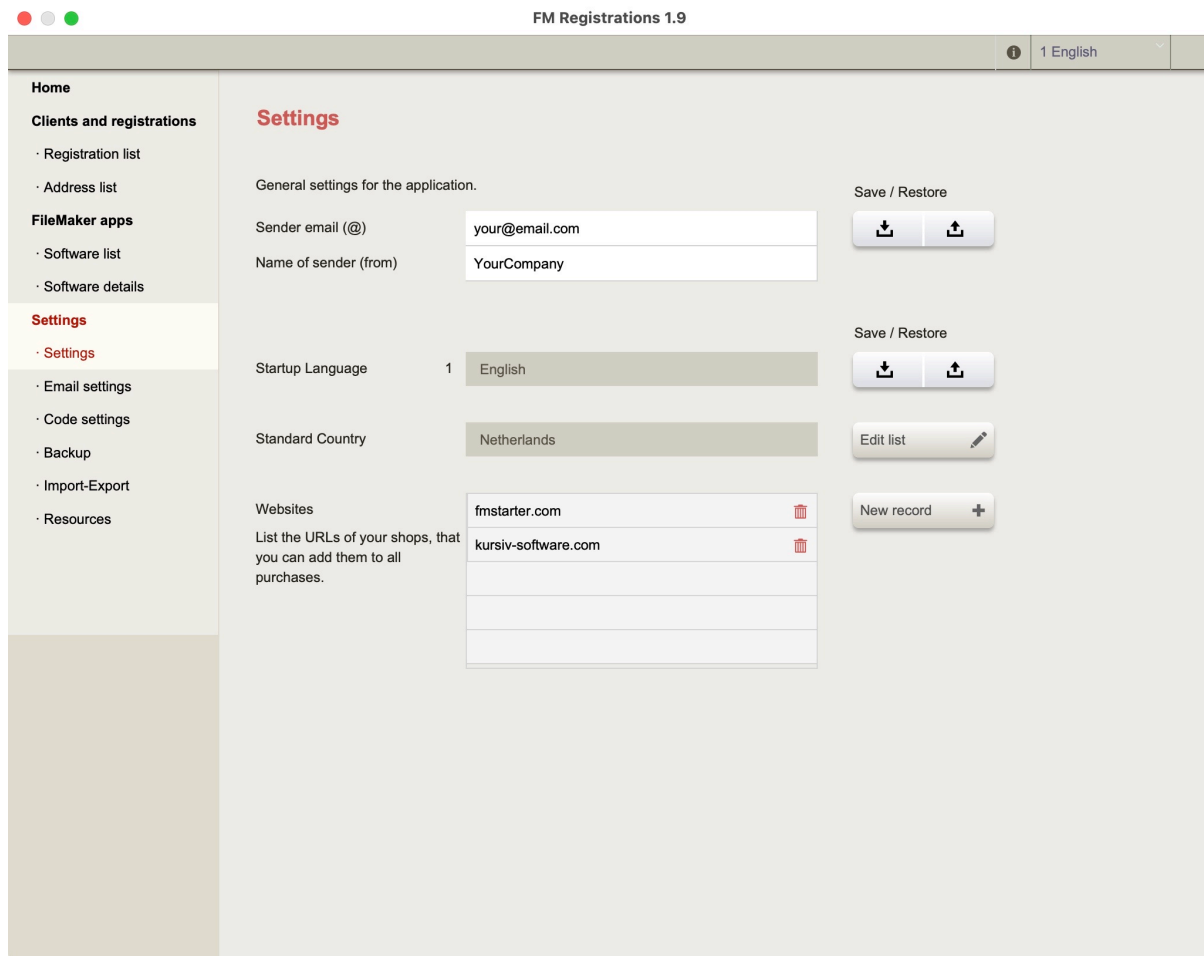 FM Registrations 1.9
1 English
Home
Clients and registrations
· Registration list
· Address list
FileMaker apps
· Software list
· Software details
Settings
· Settings
· Email settings
· Code settings
· Backup
· Import-Export
· Resources
Settings
General settings for the application.
Save / Restore
Sender email (@)
your@email.com
Name of sender (from)
YourCompany
Save / Restore
Startup Language 1 English
Standard Country Netherlands
Edit list
Websites
List the URLs of your shops, that
you can add them to all
purchases.
fmstarter.com
kursiv-software.com
New record